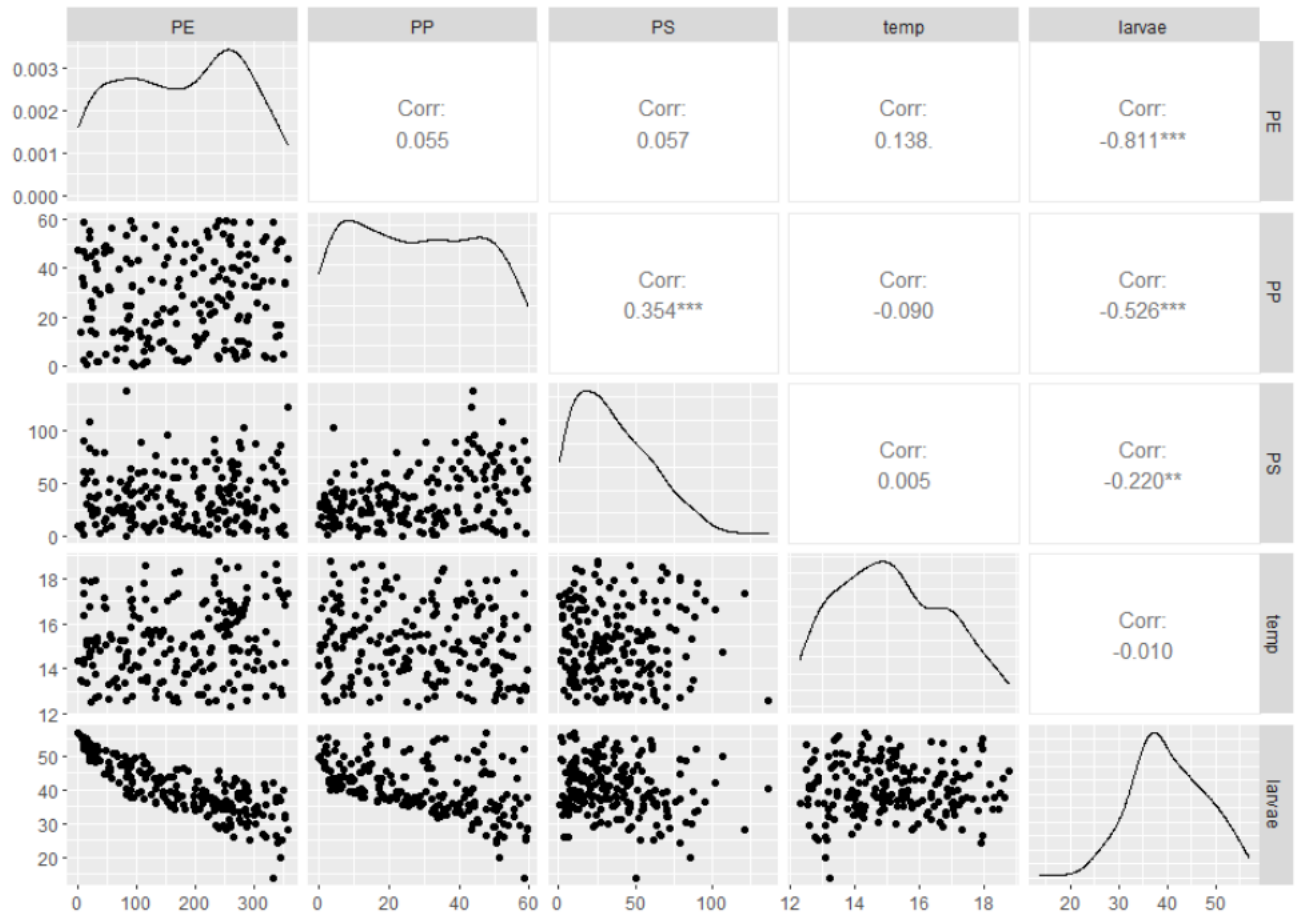 PE PP PS temp larvae
0.003
0.002
0.001
0.000
Corr:
0.055
Corr:
0.057
Corr:
0.138.
Corr:
-0.811***
PE
60
40
20
0
Corr:
0.354***
Corr:
-0.090
Corr:
-0.526***
PP
100
50
0
Corr:
0.005
Corr:
-0.220**
PS
18
16
14
12
Corr:
-0.010
temp
50
40
30
20
larvae
0 100 200 300
0 20 40 60
0 50 100
12 14 16 18
20 30 40 50